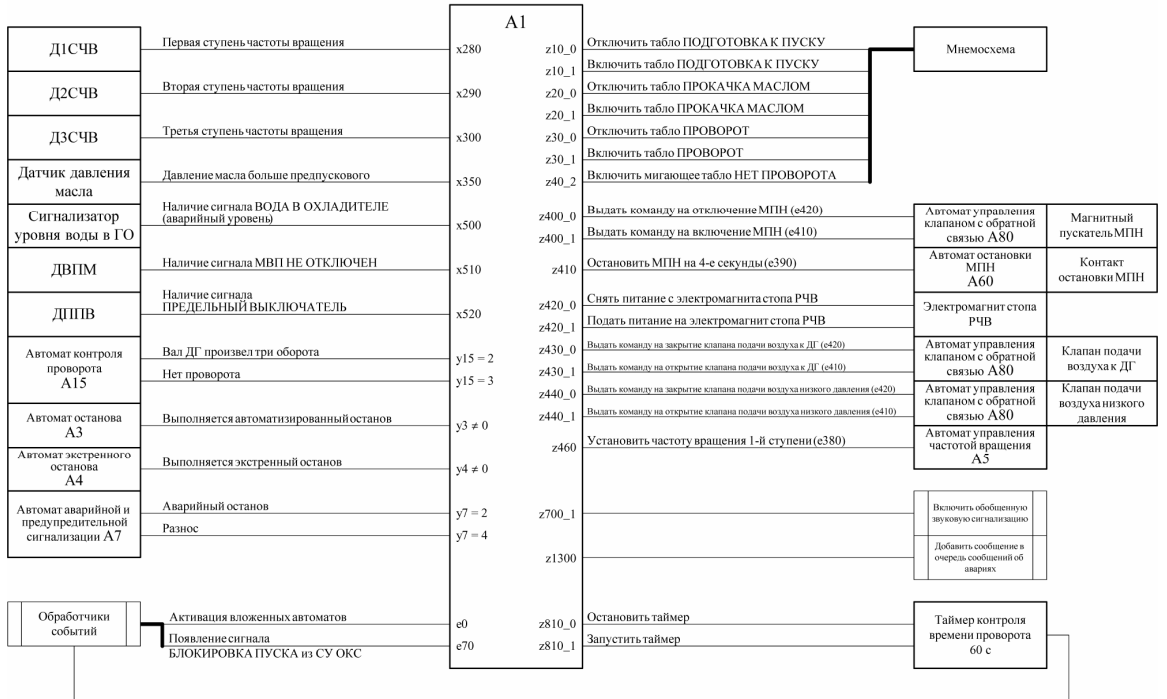 А1
Д1СЧВ
Первая ступень частоты вращения
x280
Д2СЧВ
Вторая ступень частоты вращения
x290
Д3СЧВ
Третья ступень частоты вращения
x300
Датчик давления
масла
Давление масла больше предпускового
x350
Сигнализатор
уровня воды в ГО
Наличие сигнала ВОДА В ОХЛАДИТЕЛЕ
(аварийный уровень)
x500
ДВПМ
Наличие сигнала МВП НЕ ОТКЛЮЧЕН
x510
ДППВ
Наличие сигнала
ПРЕДЕЛЬНЫЙ ВЫКЛЮЧАТЕЛЬ
x520
Автомат контроля
проворота
А15
Вал ДГ произвел три оборота
y15 = 2
Нет проворота
y15 = 3
Автомат останова
А3
Выполняется автоматизированный останов
y3 ≠ 0
Автомат экстренного
останова
А4
Выполняется экстренный останов
y4 ≠ 0
Автомат аварийной и
предупредительной
сигнализации А7
Аварийный останов
y7 = 2
Разнос
y7 = 4
Обработчики
событий
Активация вложенных автоматов
e0
Появление сигнала
БЛОКИРОВКА ПУСКА из СУ ОКС
e70
z10_0
Отключить табло ПОДГОТОВКА К ПУСКУ
z10_1
Включить табло ПОДГОТОВКА К ПУСКУ
z20_0
Отключить табло ПРОКАЧКА МАСЛОМ
z20_1
Включить табло ПРОКАЧКА МАСЛОМ
z30_0
Отключить табло ПРОВОРОТ
z30_1
Включить табло ПРОВОРОТ
z40_2
Включить мигающее табло НЕТ ПРОВОРОТА
Мнемосхема
z400_0
Выдать команду на отключение МПН (e420)
z400_1
Выдать команду на включение МПН (e410)
Автомат управления
клапаном с обратной
связью А80
Магнитный
пускатель МПН
z410
Остановить МПН на 4-е секунды (e390)
Автомат остановки
МПН
А60
Контакт
остановки МПН
z420_0
Снять питание с электромагнита стопа РЧВ
z420_1
Подать питание на электромагнит стопа РЧВ
Электромагнит стопа
РЧВ
z430_0
Выдать команду на закрытие клапана подачи воздуха к ДГ (e420)
z430_1
Выдать команду на открытие клапана подачи воздуха к ДГ (e410)
Автомат управления
клапаном с обратной
связью А80
Клапан подачи
воздуха к ДГ
z440_0
Выдать команду на закрытие клапана подачи воздуха низкого давления (e420)
z440_1
Выдать команду на открытие клапана подачи воздуха низкого давления (e410)
Автомат управления
клапаном с обратной
связью А80
Клапан подачи
воздуха низкого
давления
z460
Установить частоту вращения 1-й ступени (e380)
Автомат управления
частотой вращения
А5
z700_1
Включить обобщенную
звуковую сигнализацию
z1300
Добавить сообщение в
очередь сообщений об
авариях
z810_0
Остановить таймер
z810_1
Запустить таймер
Таймер контроля
времени проворота
60 с